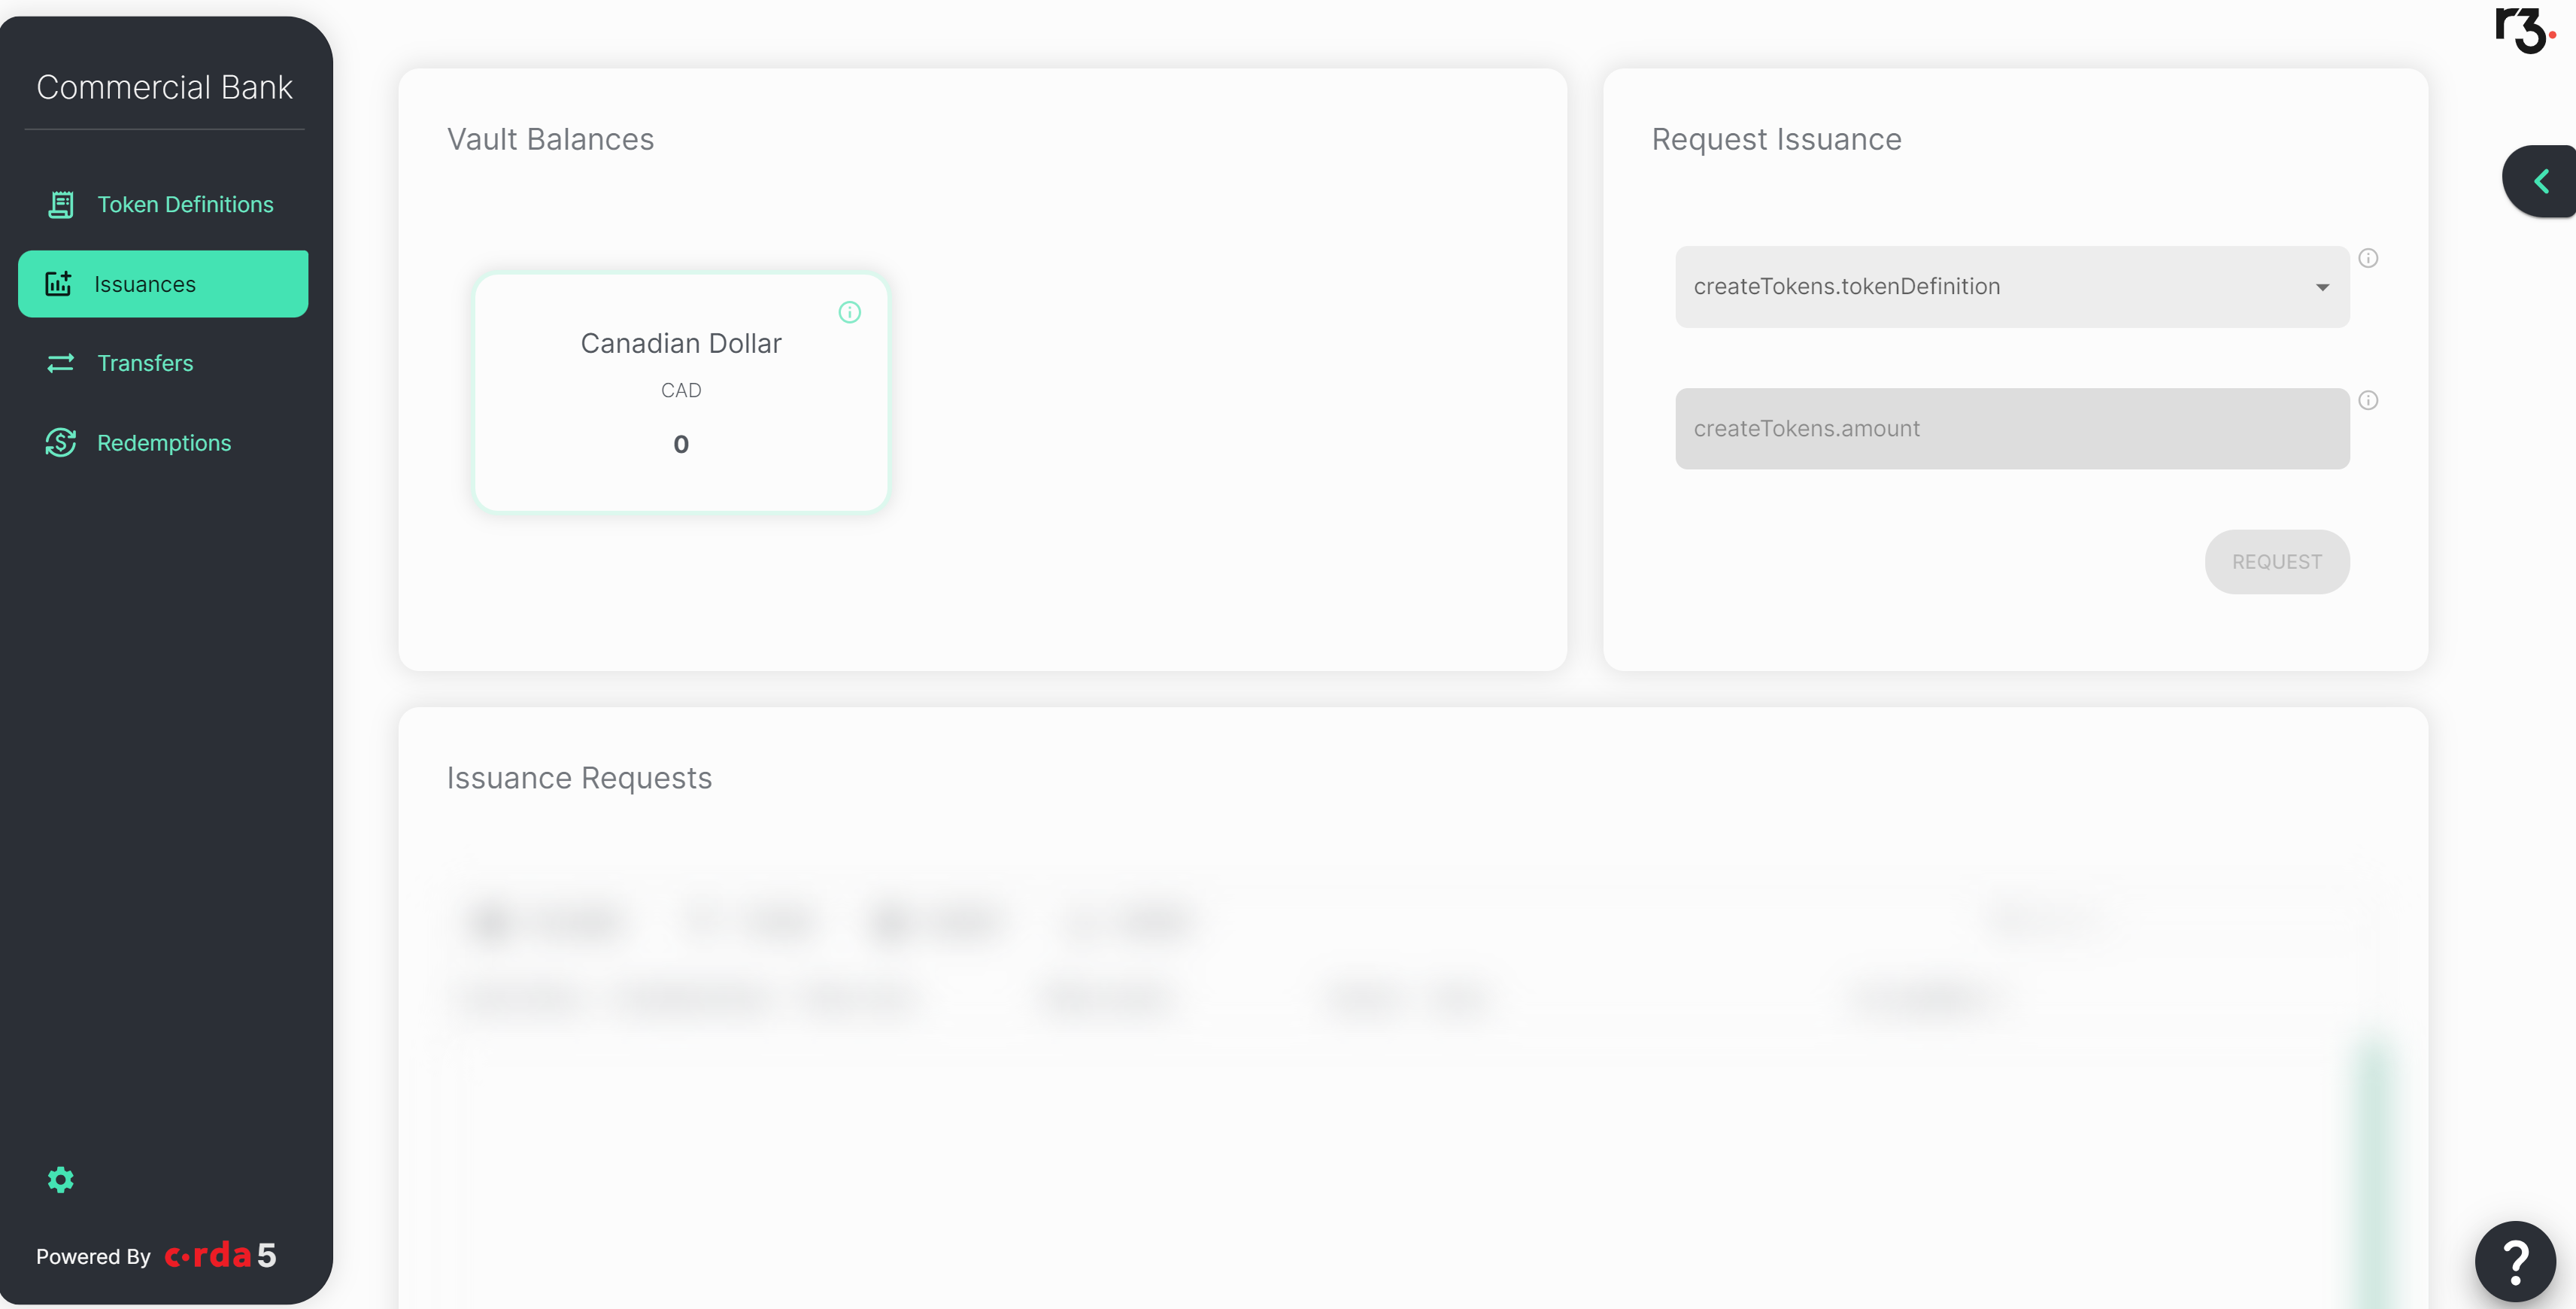 Commercial Bank
Token Definitions
Issuances
Transfers
Redemptions
Powered By corda 5
Vault Balances
Canadian Dollar
CAD
0
Request Issuance
createTokens.tokenDefinition
createTokens.amount
REQUEST
Issuance Requests
r3.
?